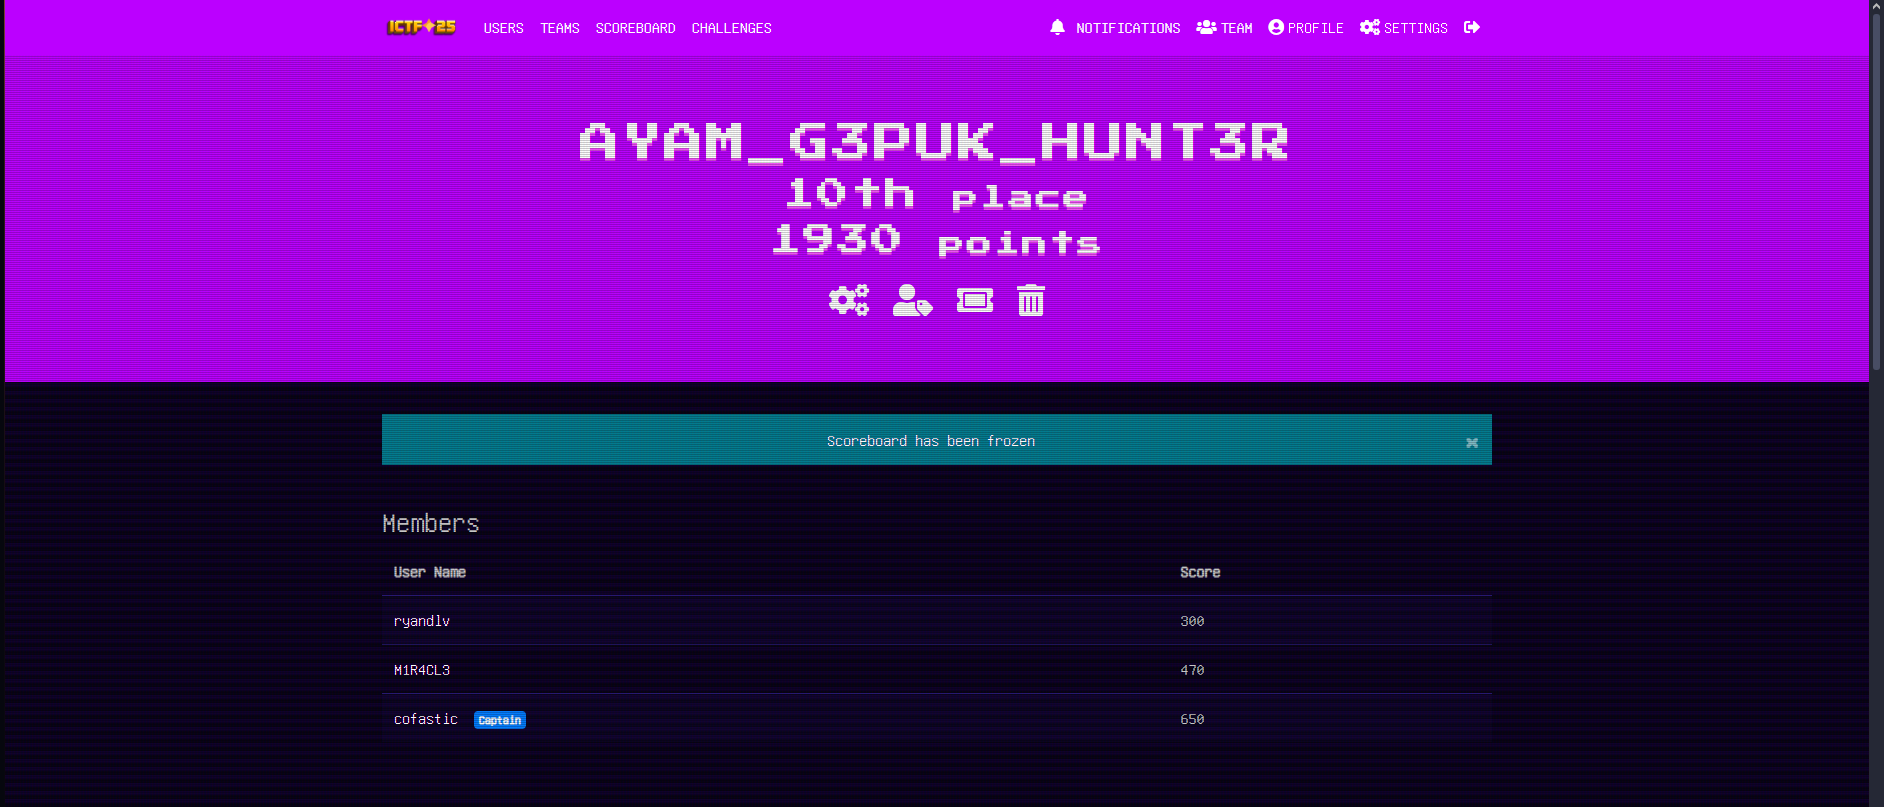 ICTF✦25 USERS TEAMS SCOREBOARD CHALLENGES NOTIFICATIONS TEAM PROFILE SETTINGS
AYAM_G3PUK_HUNT3R
10th place
1930 points
Scoreboard has been frozen
Members
User Name Score
ryandlv 300
M1R4CL3 470
cofastic Captain 650